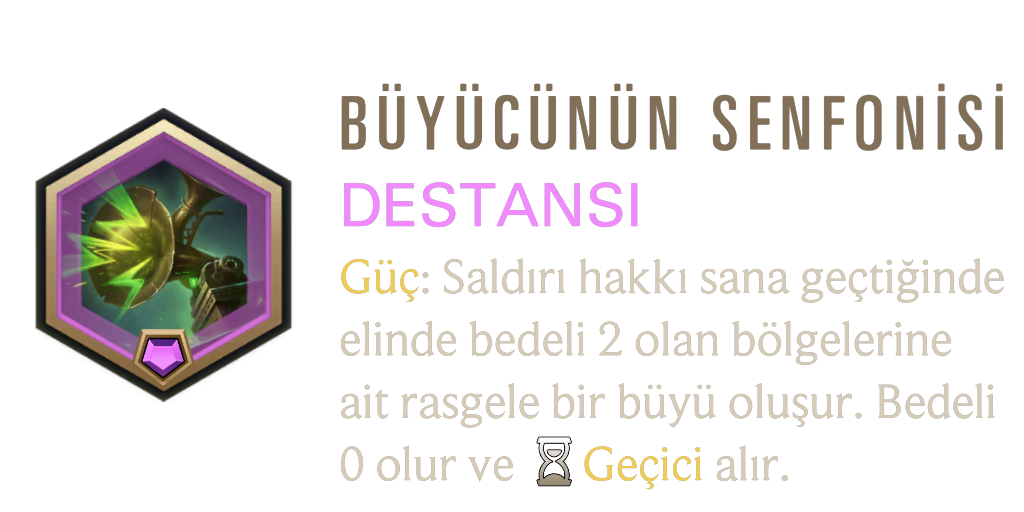 BÜYÜCÜNÜN SENFONİSİ
DESTANSI
Güç: Saldırı hakkı sana geçtiğinde
elinde bedeli 2 olan bölgelerine
ait rasgele bir büyü oluşur. Bedeli
0 olur ve Geçici alır.